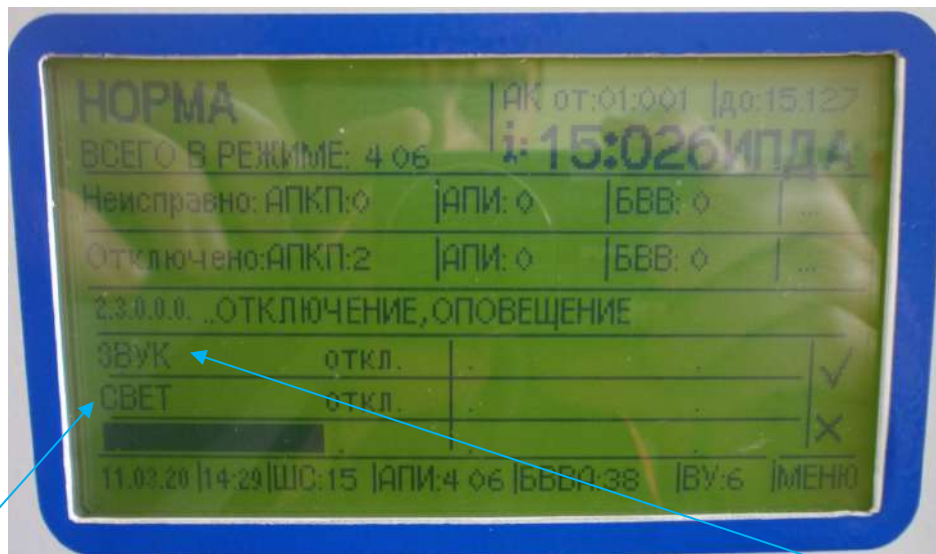 НОРМА
АК от:01:001 |до:15.127
ВСЕГО В РЕЖИМЕ: 4 06
i: 15:026ИПДА
Неисправно: АПКП:0 |АПИ: 0 |БВВ: 0 | ...
Отключено:АПКП:2 |АПИ: 0 |БВВ: 0 | ...
2.3.0.0.0. ..ОТКЛЮЧЕНИЕ,ОПОВЕЩЕНИЕ
ЗВУК откл. | . . ✓
СВЕТ откл. | . .
. | . . ×
11.03.20 |14:29|ШС:15 |АПИ:4 06 |БВВА:38 |ВУ:6 |МЕНЮ